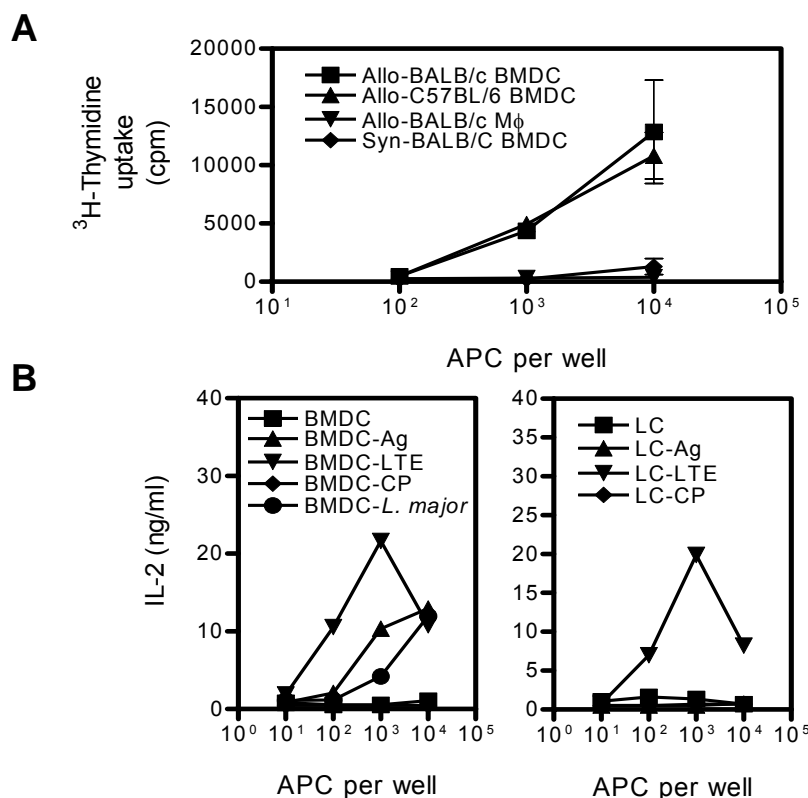 A
³H-Thymidine
uptake
(cpm)
20000
15000
10000
5000
0
Allo-BALB/c BMDC
Allo-C57BL/6 BMDC
Allo-BALB/c Mϕ
Syn-BALB/C BMDC
10¹ 10² 10³ 10⁴ 10⁵
APC per well
B
IL-2 (ng/ml)
40
30
20
10
0
BMDC
BMDC-Ag
BMDC-LTE
BMDC-CP
BMDC-L. major
10⁰ 10¹ 10² 10³ 10⁴ 10⁵
APC per well
40
35
30
25
20
15
10
5
0
LC
LC-Ag
LC-LTE
LC-CP
10⁰ 10¹ 10² 10³ 10⁴ 10⁵
APC per well